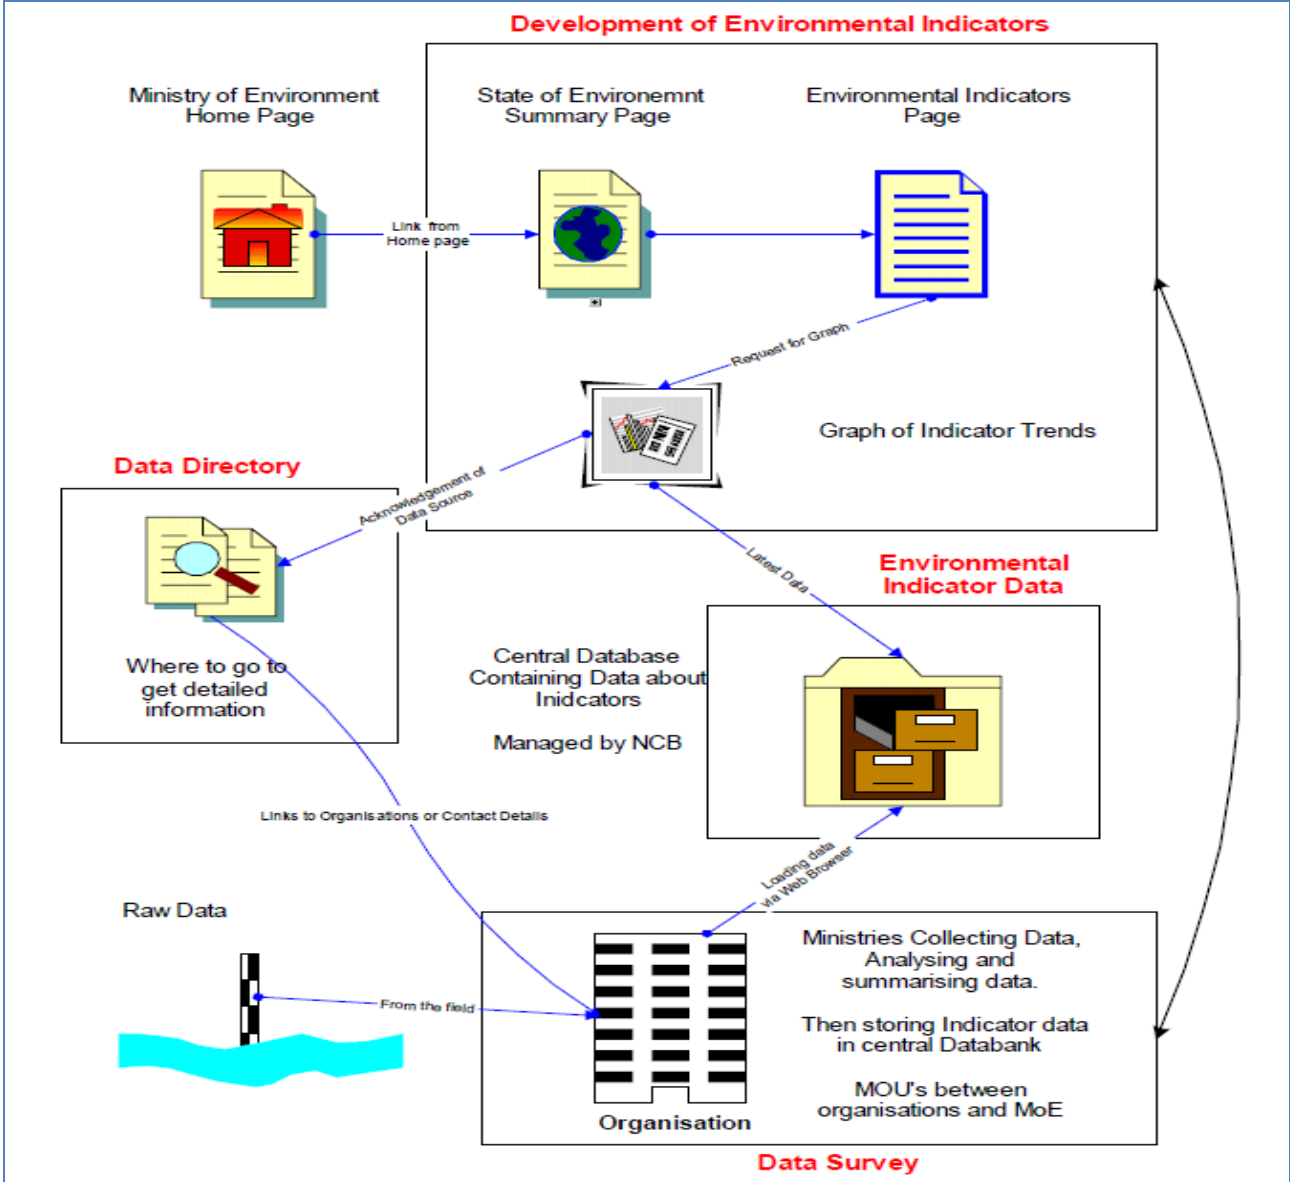 Development of Environmental Indicators
Ministry of Environment
Home Page
State of Environemnt
Summary Page
Environmental Indicators
Page
Link from
Home page
Request for Graph
Graph of Indicator Trends
Data Directory
Acknowledgement of
Data Source
Where to go to
get detailed
information
Latest Data
Environmental
Indicator Data
Central Database
Containing Data about
Inidcators
Managed by NCB
Links to Organisations or Contact Details
Loading data
via Web Browser
Raw Data
From the field
Organisation
Ministries Collecting Data,
Analysing and
summarising data.
Then storing Indicator data
in central Databank
MOU's between
organisations and MoE
Data Survey